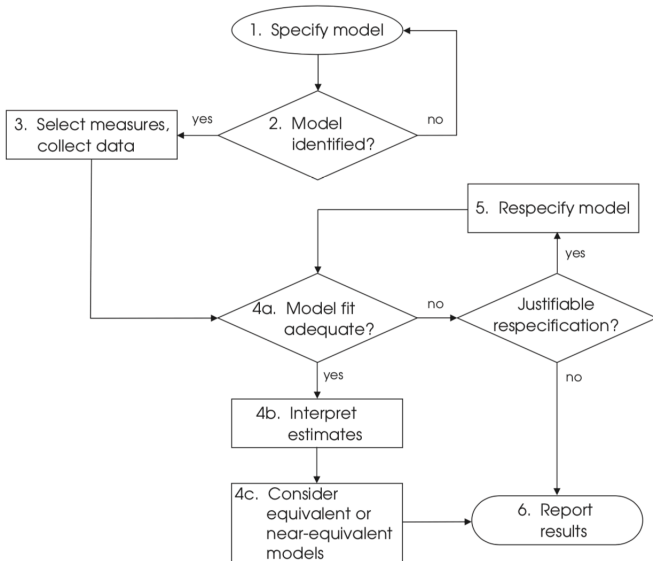 1. Specify model
2. Model
identified?
yes
no
3. Select measures,
collect data
5. Respecify model
yes
4a. Model fit
adequate?
no
Justifiable
respecification?
yes
no
4b. Interpret
estimates
4c. Consider
equivalent or
near-equivalent
models
6. Report
results